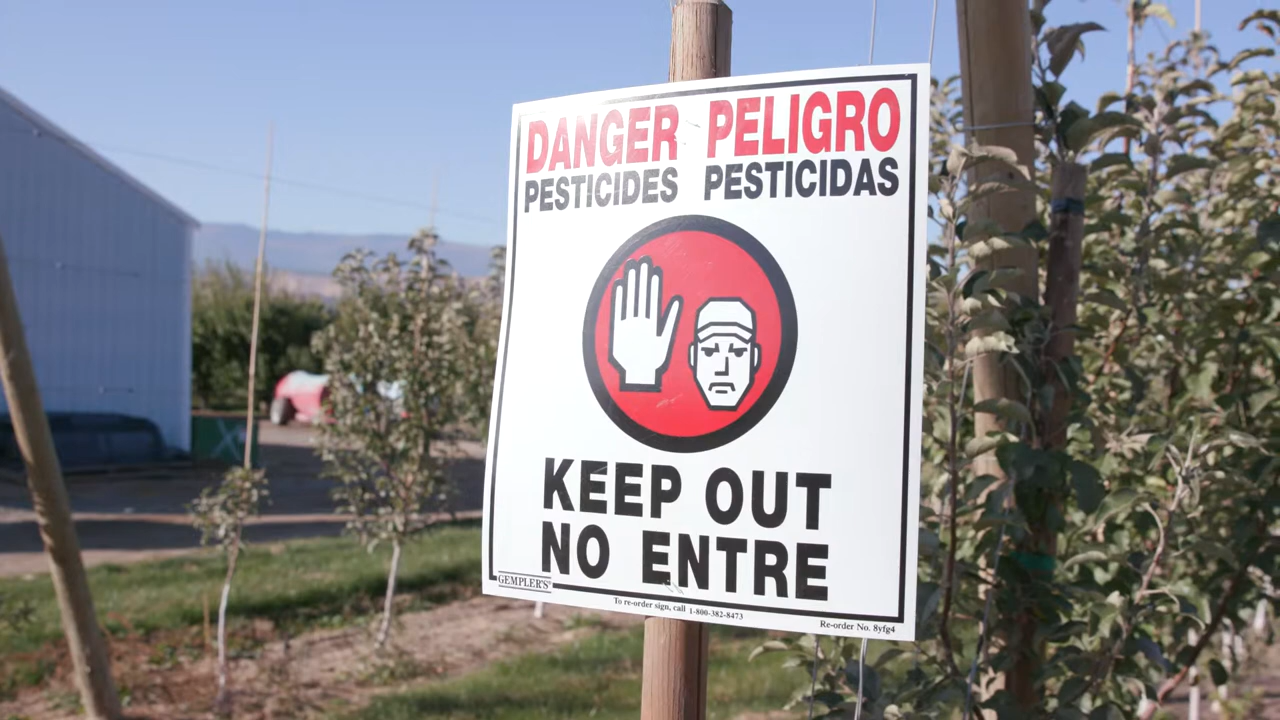 DANGER PELIGRO
PESTICIDES PESTICIDAS
KEEP OUT
NO ENTRE
GEMPLER'S®
To re-order sign, call 1-800-382-8473
Re-order No. 8yfg4